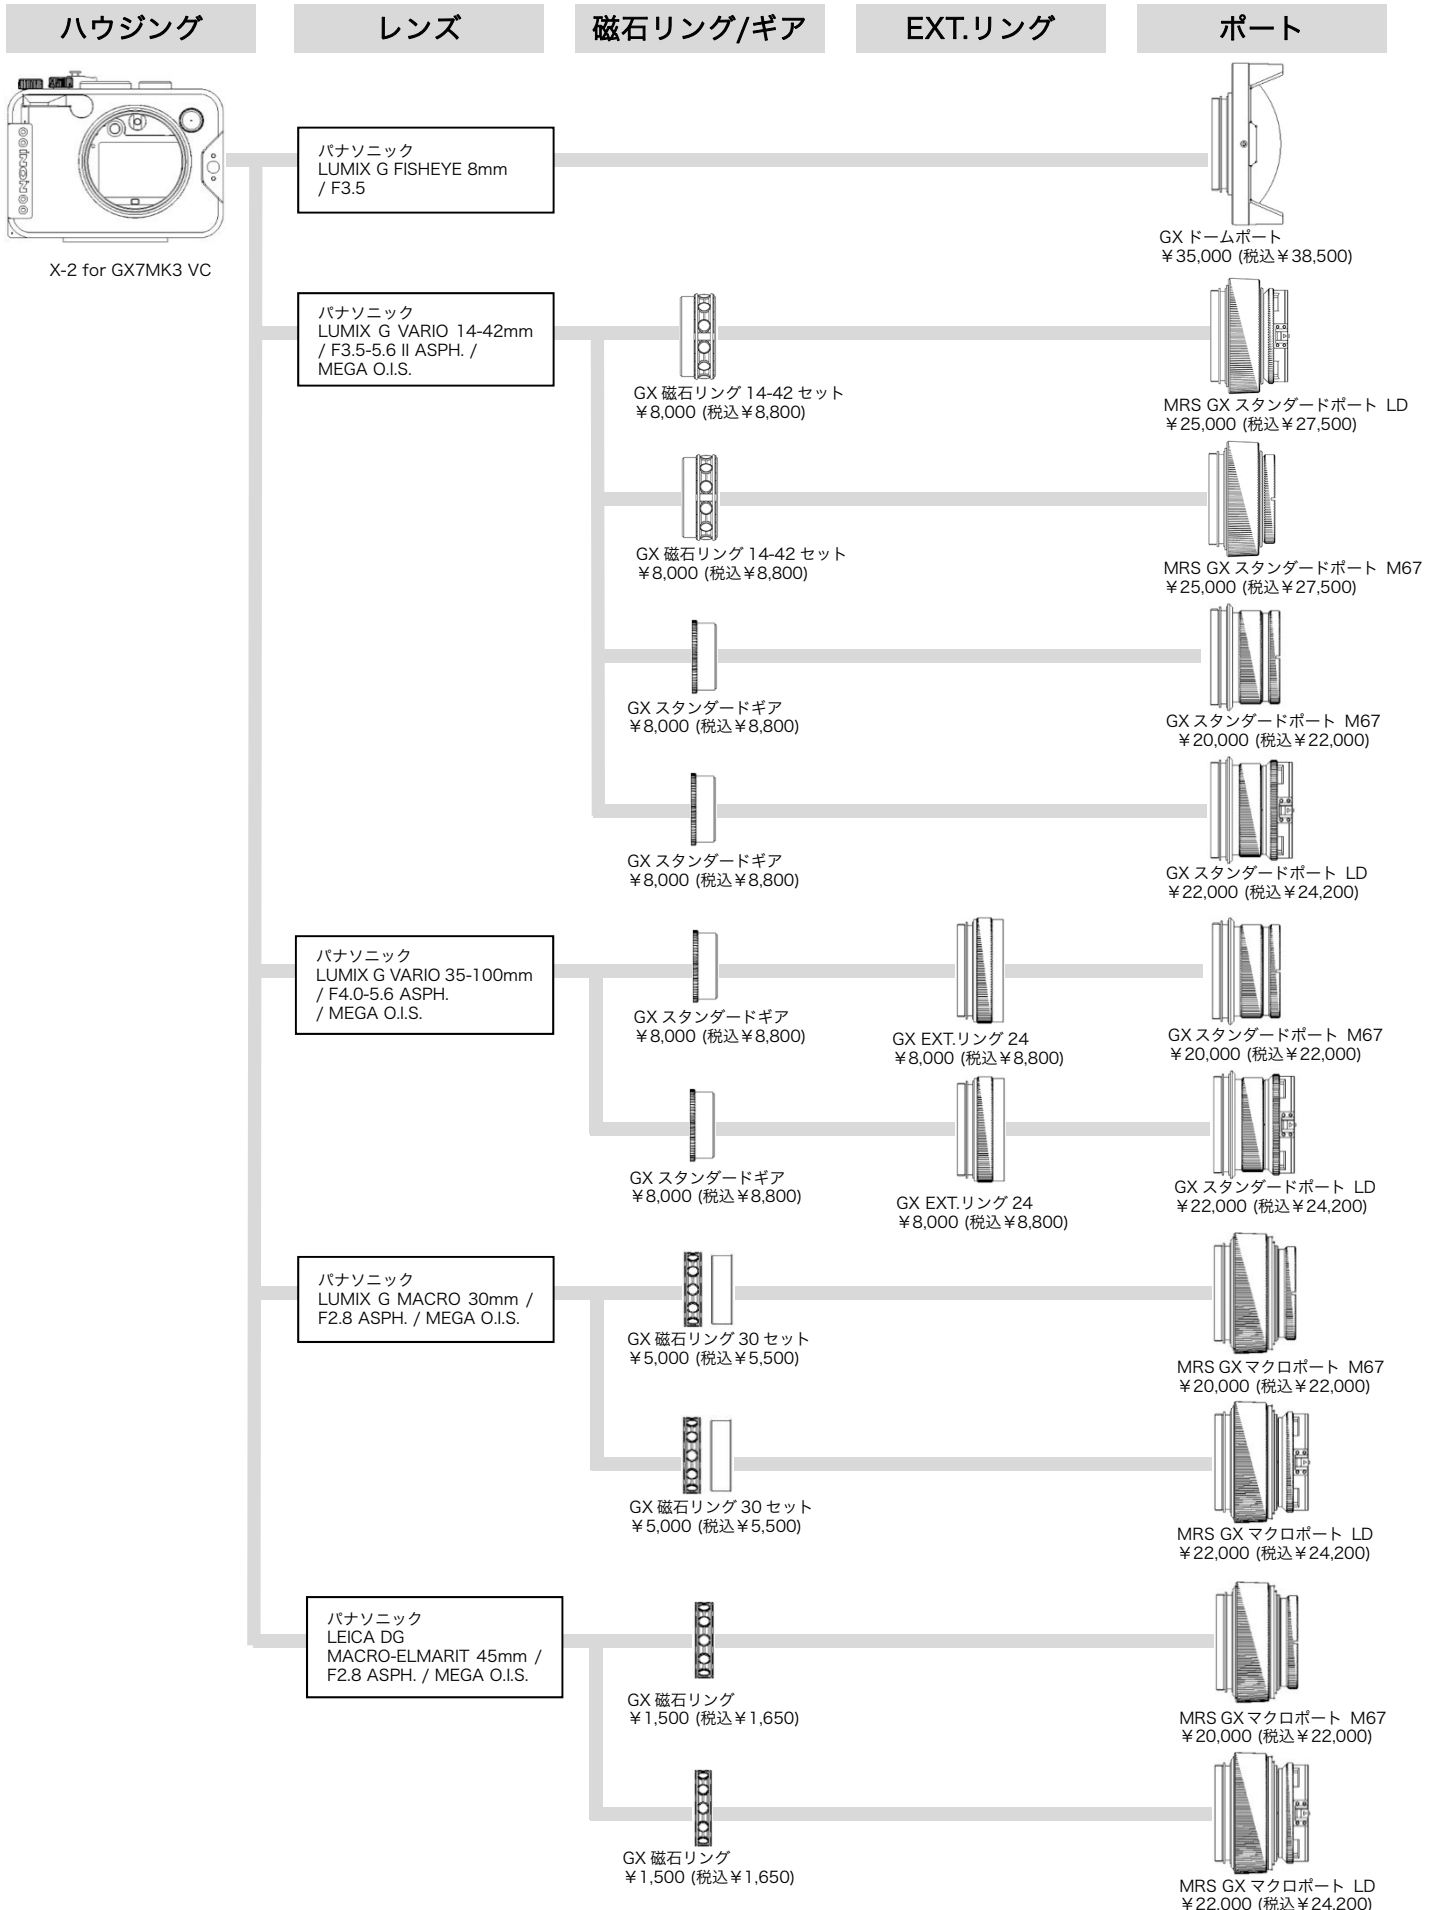 ハウジング
レンズ
磁石リング/ギア
EXT.リング
ポート
INON
X-2 for GX7MK3 VC
パナソニック
LUMIX G FISHEYE 8mm
/ F3.5
GX ドームポート
￥35,000 (税込￥38,500)
パナソニック
LUMIX G VARIO 14-42mm
/ F3.5-5.6 II ASPH. /
MEGA O.I.S.
GX 磁石リング 14-42 セット
￥8,000 (税込￥8,800)
MRS GX スタンダードポート LD
￥25,000 (税込￥27,500)
GX 磁石リング 14-42 セット
￥8,000 (税込￥8,800)
MRS GX スタンダードポート M67
￥25,000 (税込￥27,500)
GX スタンダードギア
￥8,000 (税込￥8,800)
GX スタンダードポート M67
￥20,000 (税込￥22,000)
GX スタンダードギア
￥8,000 (税込￥8,800)
GX スタンダードポート LD
￥22,000 (税込￥24,200)
パナソニック
LUMIX G VARIO 35-100mm
/ F4.0-5.6 ASPH.
/ MEGA O.I.S.
GX スタンダードギア
￥8,000 (税込￥8,800)
GX EXT.リング 24
￥8,000 (税込￥8,800)
GX スタンダードポート M67
￥20,000 (税込￥22,000)
GX スタンダードギア
￥8,000 (税込￥8,800)
GX EXT.リング 24
￥8,000 (税込￥8,800)
GX スタンダードポート LD
￥22,000 (税込￥24,200)
パナソニック
LUMIX G MACRO 30mm /
F2.8 ASPH. / MEGA O.I.S.
GX 磁石リング 30 セット
￥5,000 (税込￥5,500)
MRS GX マクロポート M67
￥20,000 (税込￥22,000)
GX 磁石リング 30 セット
￥5,000 (税込￥5,500)
MRS GX マクロポート LD
￥22,000 (税込￥24,200)
パナソニック
LEICA DG
MACRO-ELMARIT 45mm /
F2.8 ASPH. / MEGA O.I.S.
GX 磁石リング
￥1,500 (税込￥1,650)
MRS GX マクロポート M67
￥20,000 (税込￥22,000)
GX 磁石リング
￥1,500 (税込￥1,650)
MRS GX マクロポート LD
￥22,000 (税込￥24,200)